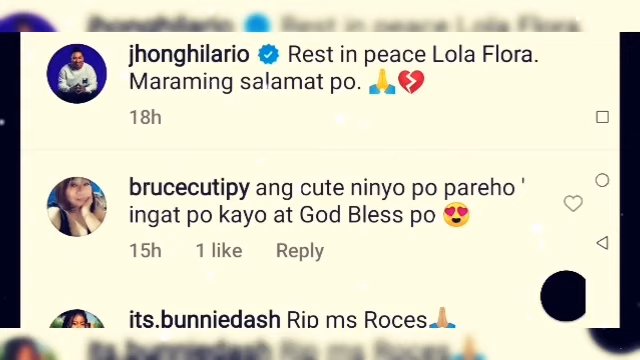 jhonghilario Rest in peace Lola Flora.
Maraming salamat po. 🙏💔
18h
brucecutipy ang cute ninyo po pareho '
ingat po kayo at God Bless po 😍
15h 1 like Reply
its.bunniedash Rip ms Roces🙏🏼